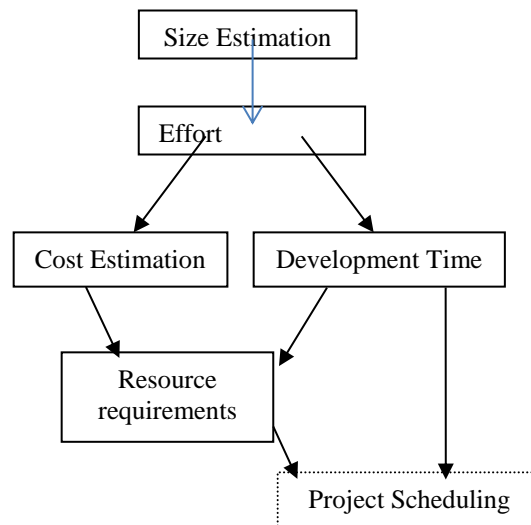 Size Estimation
Effort
Cost Estimation
Development Time
Resource
requirements
Project Scheduling